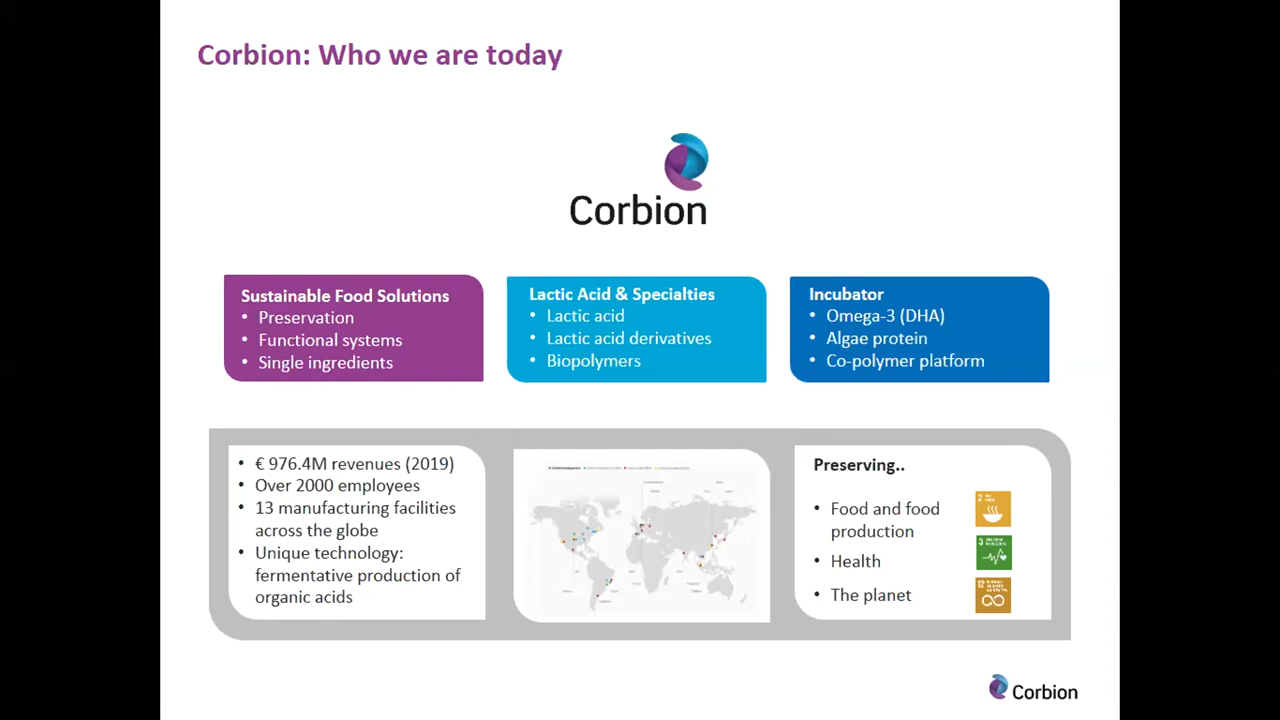 Corbion: Who we are today
Corbion
Sustainable Food Solutions
• Preservation
• Functional systems
• Single ingredients
Lactic Acid & Specialties
• Lactic acid
• Lactic acid derivatives
• Biopolymers
Incubator
• Omega-3 (DHA)
• Algae protein
• Co-polymer platform
• € 976.4M revenues (2019)
• Over 2000 employees
• 13 manufacturing facilities
across the globe
• Unique technology:
fermentative production of
organic acids
Preserving..
• Food and food
production
• Health
• The planet
2
3
12
Corbion